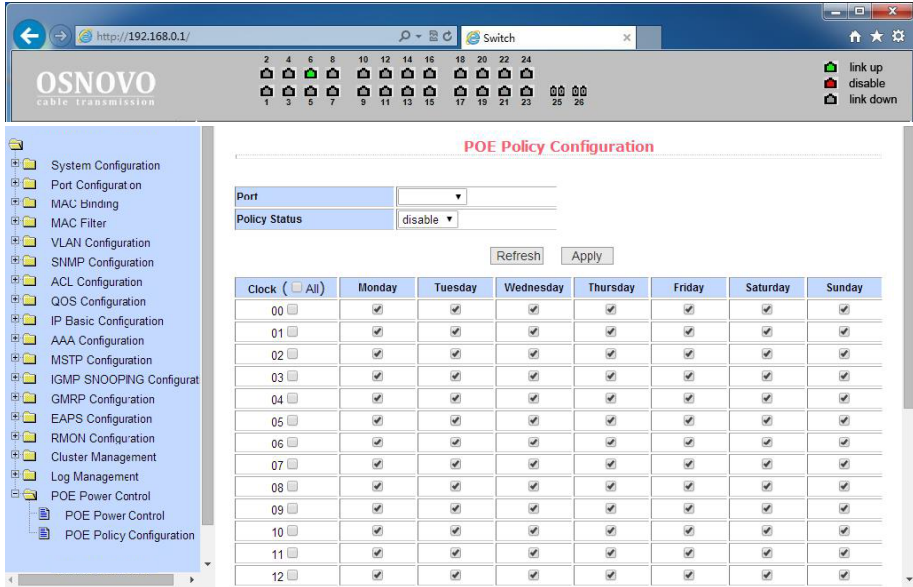 http://192.168.0.1/
Switch
OSNOVO
cable transmission
2 4 6 8 10 12 14 16 18 20 22 24
1 3 5 7 9 11 13 15 17 19 21 23 25 26
link up
disable
link down
System Configuration
Port Configuration
MAC Binding
MAC Filter
VLAN Configuration
SNMP Configuration
ACL Configuration
QOS Configuration
IP Basic Configuration
AAA Configuration
MSTP Configuration
IGMP SNOOPING Configurat
GMRP Configuration
EAPS Configuration
RMON Configuration
Cluster Management
Log Management
POE Power Control
POE Power Control
POE Policy Configuration
POE Policy Configuration
Port
Policy Status disable
Refresh Apply
Clock ( All) Monday Tuesday Wednesday Thursday Friday Saturday Sunday
00
01
02
03
04
05
06
07
08
09
10
11
12